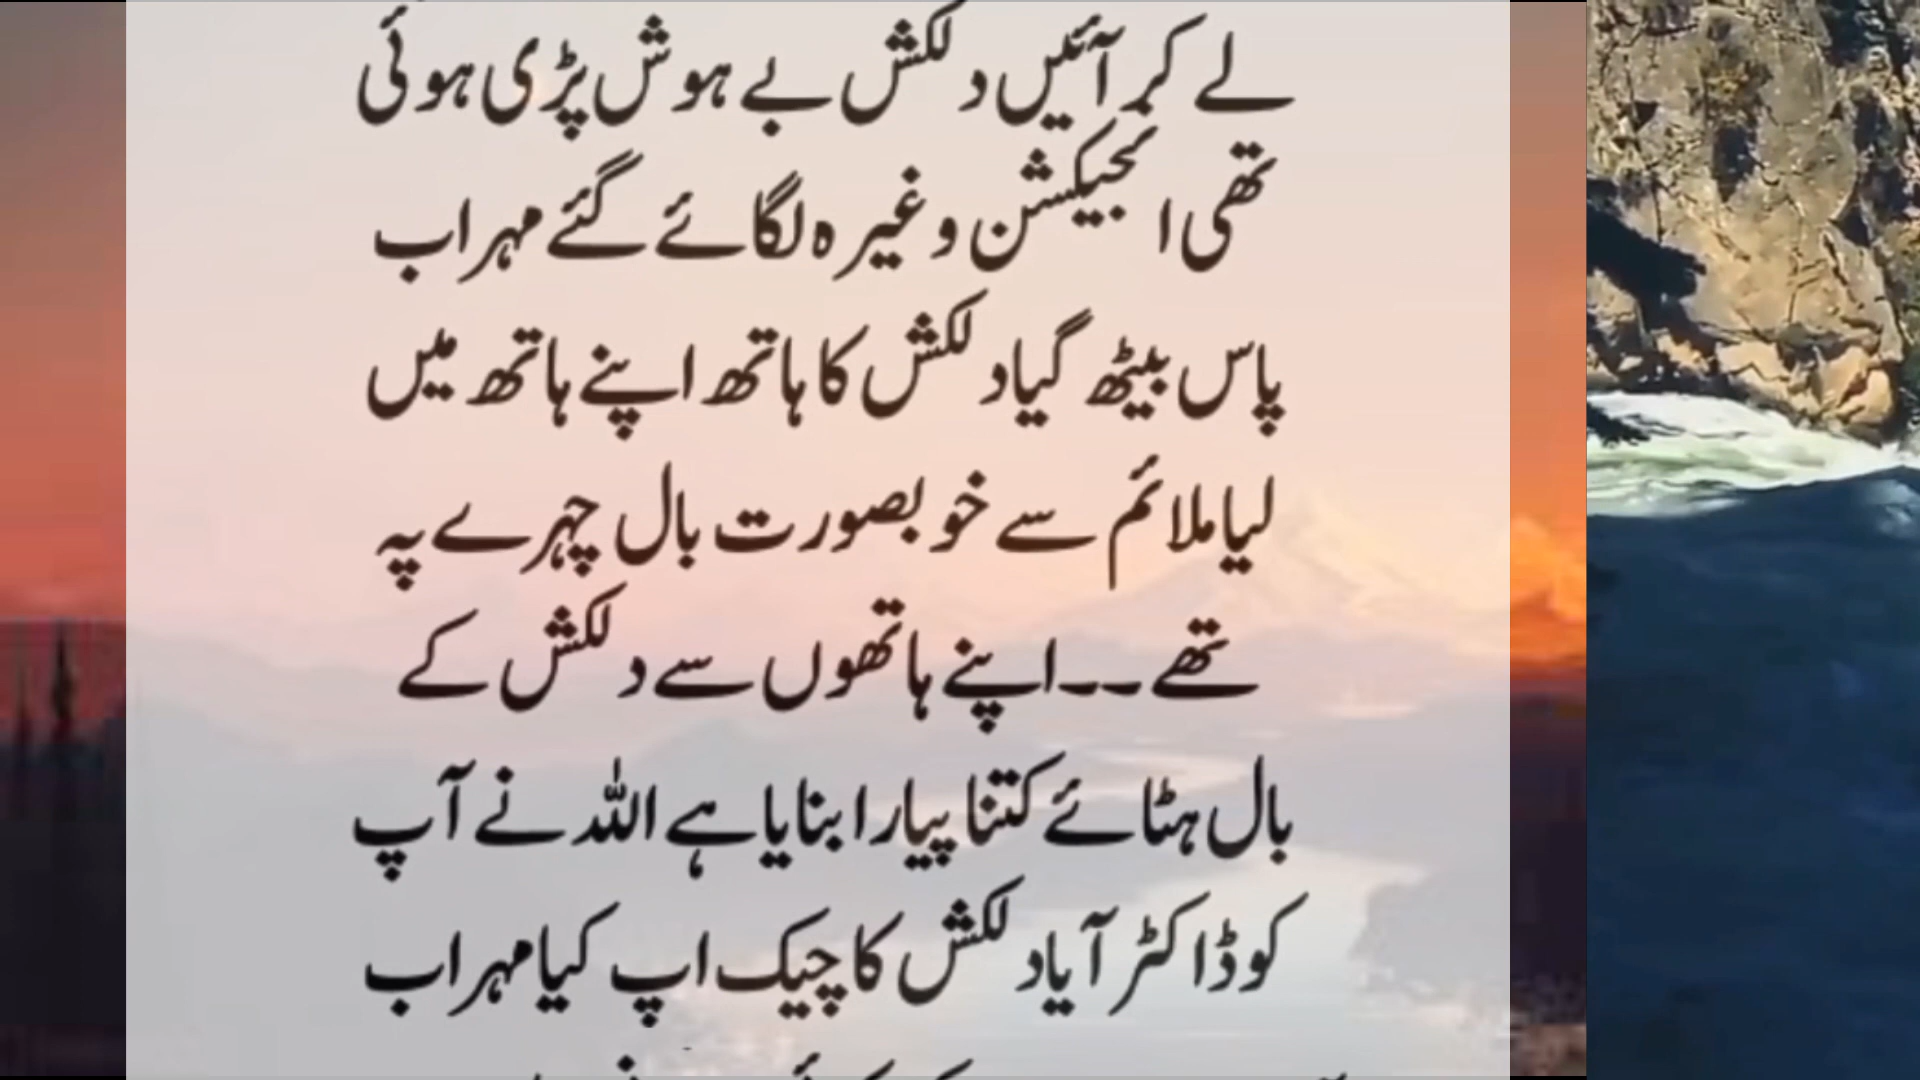 لے کر آئیں دلکش بے ہوش پڑی ہوئی
تھی انجیکشن وغیرہ لگائے گئے مہراب
پاس بیٹھ گیا دلکش کا ہاتھ اپنے ہاتھ میں
لیا ملائم سے خوبصورت بال چہرے پہ
تھے ۔۔ اپنے ہاتھوں سے دلکش کے
بال ہٹائے کتنا پیارا بنایا ہے اللہ نے آپ
کو ڈاکٹر آیا دلکش کا چیک اپ کیا مہراب